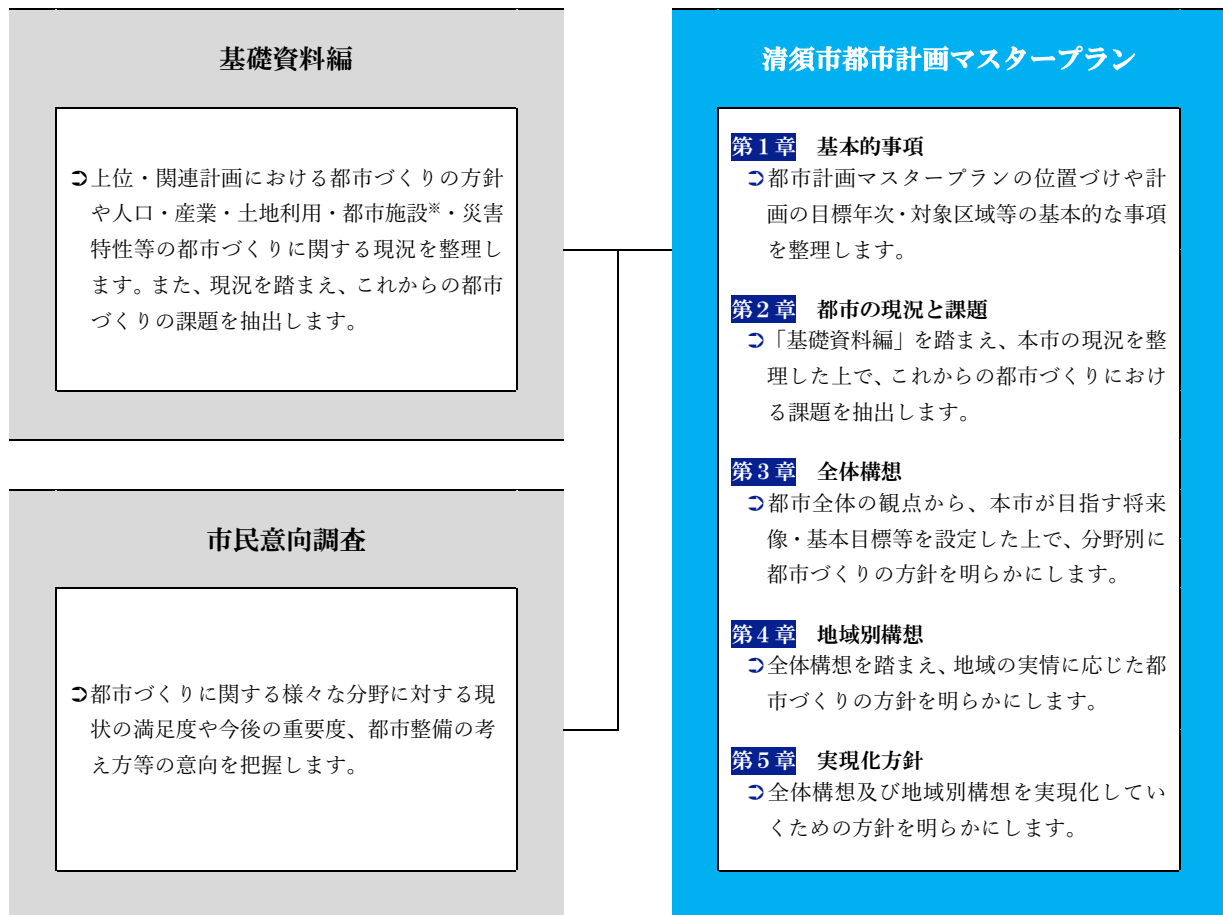 基礎資料編
➲上位・関連計画における都市づくりの方針
や人口・産業・土地利用・都市施設※・災害
特性等の都市づくりに関する現況を整理し
ます。また、現況を踏まえ、これからの都市
づくりの課題を抽出します。
市民意向調査
➲都市づくりに関する様々な分野に対する現
状の満足度や今後の重要度、都市整備の考
え方等の意向を把握します。
清須市都市計画マスタープラン
第1章 基本的事項
➲都市計画マスタープランの位置づけや計
画の目標年次・対象区域等の基本的な事項
を整理します。
第2章 都市の現況と課題
➲「基礎資料編」を踏まえ、本市の現況を整
理した上で、これからの都市づくりにおけ
る課題を抽出します。
第3章 全体構想
➲都市全体の観点から、本市が目指す将来
像・基本目標等を設定した上で、分野別に
都市づくりの方針を明らかにします。
第4章 地域別構想
➲全体構想を踏まえ、地域の実情に応じた都
市づくりの方針を明らかにします。
第5章 実現化方針
➲全体構想及び地域別構想を実現化してい
くための方針を明らかにします。